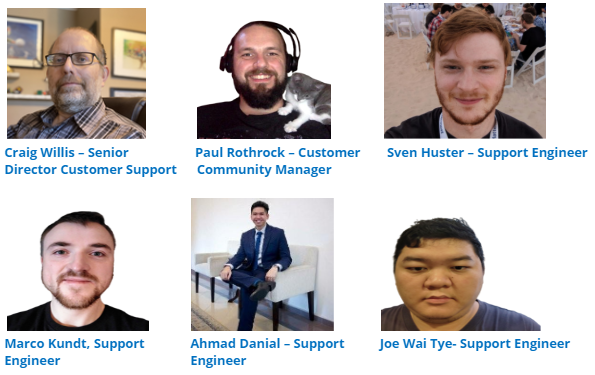 Craig Willis – Senior
Director Customer Support
Paul Rothrock – Customer
Community Manager
Sven Huster – Support Engineer
Marco Kundt, Support
Engineer
Ahmad Danial – Support
Engineer
Joe Wai Tye- Support Engineer